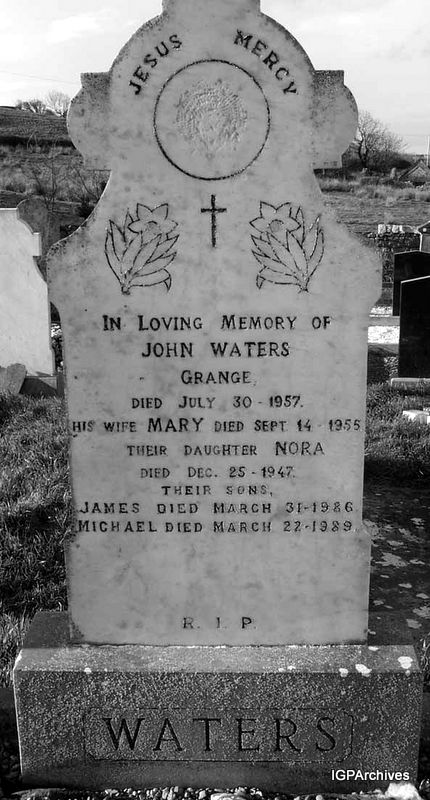 JESUS MERCY
IN LOVING MEMORY OF
JOHN WATERS
GRANGE,
DIED JULY 30 - 1957.
HIS WIFE MARY DIED SEPT 14 - 1955
THEIR DAUGHTER NORA
DIED DEC. 25 - 1947.
THEIR SONS,
JAMES DIED MARCH 31-1986
MICHAEL DIED MARCH 22-1989.
R. I. P.
WATERS
IGPArchives